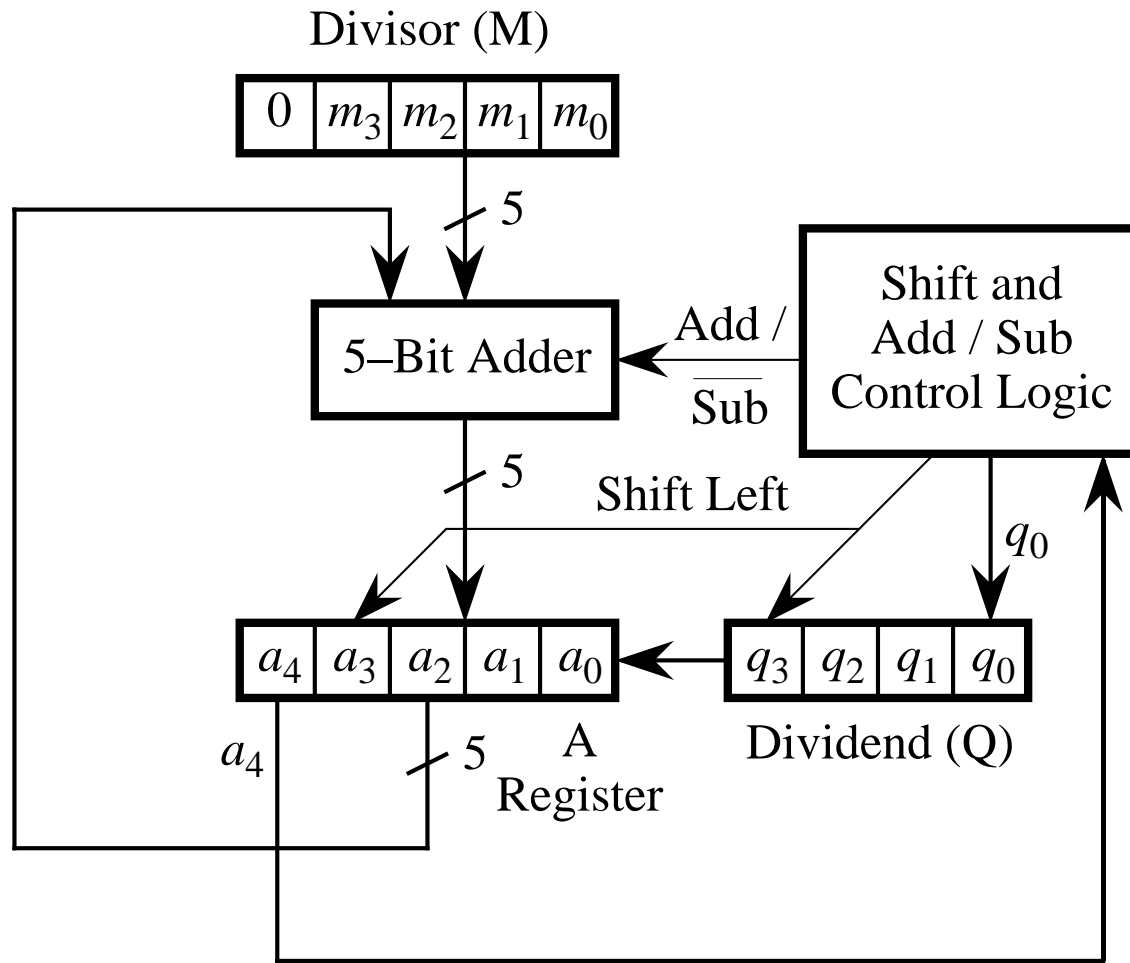 Divisor (M)
0 m3 m2 m1 m0
5
Shift and
Add / Sub
Control Logic
Add /
Sub
5–Bit Adder
5
Shift Left
q0
a4 a3 a2 a1 a0
q3 q2 q1 q0
a4
5
A
Register
Dividend (Q)